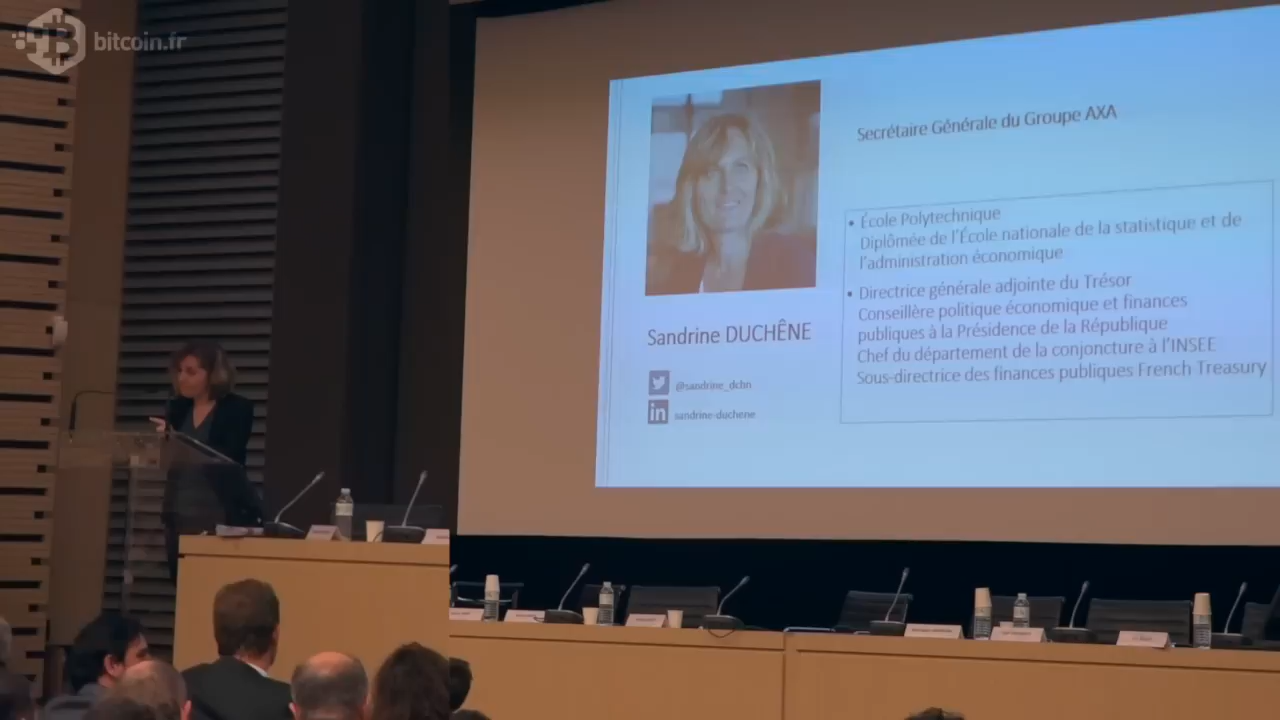 bitcoin.fr
Secrétaire Générale du Groupe AXA
• École Polytechnique
Diplômée de l'École nationale de la statistique et de
l'administration économique
• Directrice générale adjointe du Trésor
Conseillère politique économique et finances
publiques à la Présidence de la République
Chef du département de la conjoncture à l'INSEE
Sous-directrice des finances publiques French Treasury
Sandrine DUCHÊNE
@sandrine_dchn
in sandrine-duchene